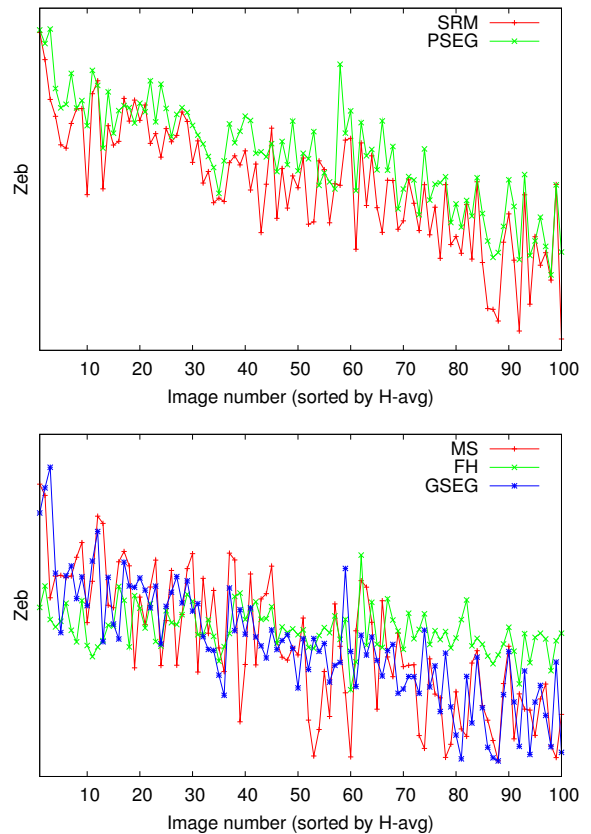 SRM
PSEG
Zeb
10 20 30 40 50 60 70 80 90 100
Image number (sorted by H-avg)
MS
FH
GSEG
Zeb
10 20 30 40 50 60 70 80 90 100
Image number (sorted by H-avg)